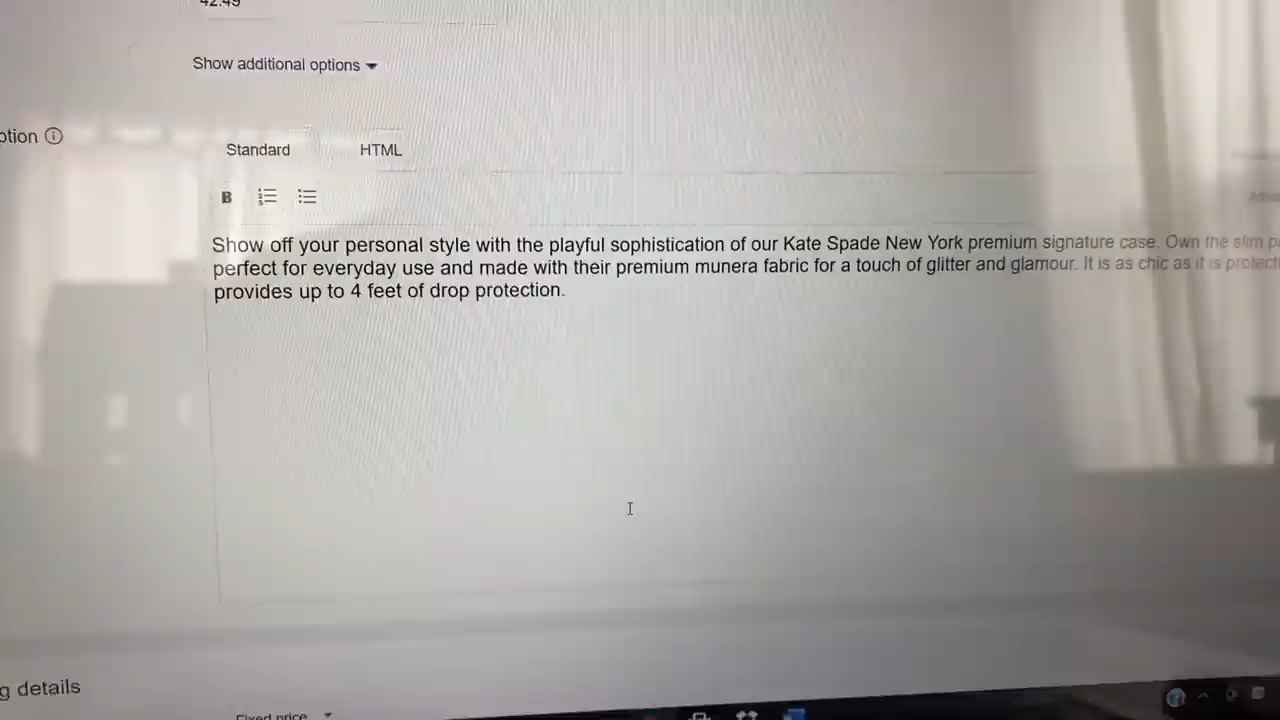 42.49
Show additional options
Standard HTML
B
Show off your personal style with the playful sophistication of our Kate Spade New York premium signature case. Own the slim
perfect for everyday use and made with their premium munera fabric for a touch of glitter and glamour. It is as chic as it is
provides up to 4 feet of drop protection.
details
Fixed price